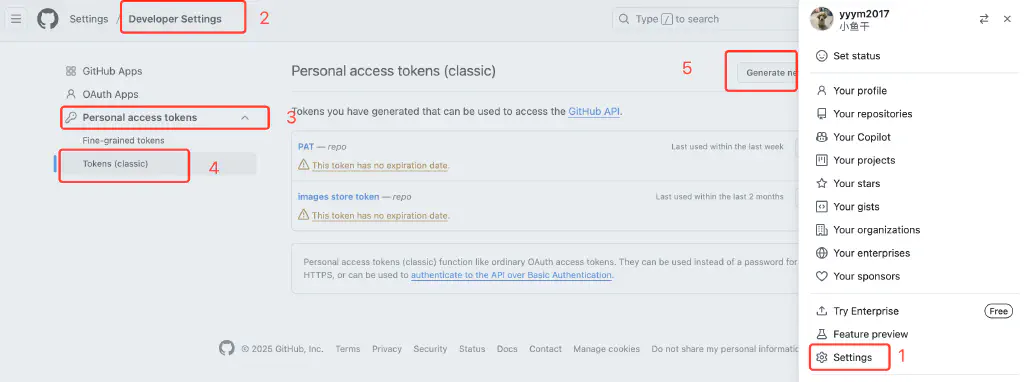 Settings / Developer Settings 2
Type / to search
GitHub Apps
OAuth Apps
Personal access tokens 3
Fine-grained tokens
Tokens (classic) 4
Personal access tokens (classic) 5 Generate
Tokens you have generated that can be used to access the GitHub API.
PAT — repo Last used within the last week
This token has no expiration date.
images store token — repo Last used within the last 2 months
This token has no expiration date.
Personal access tokens (classic) function like ordinary OAuth access tokens. They can be used instead of a password for
HTTPS, or can be used to authenticate to the API over Basic Authentication.
© 2025 GitHub, Inc. Terms Privacy Security Status Docs Contact Manage cookies Do not share my personal
yyym2017
小鱼干
Set status
Your profile
Your repositories
Your Copilot
Your projects
Your stars
Your gists
Your organizations
Your enterprises
Your sponsors
Try Enterprise Free
Feature preview
Settings 1